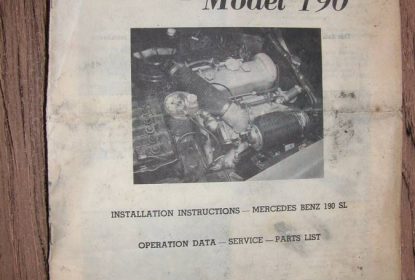 Model 190
INSTALLATION INSTRUCTIONS — MERCEDES BENZ 190 SL
OPERATION DATA — SERVICE — PARTS LIST